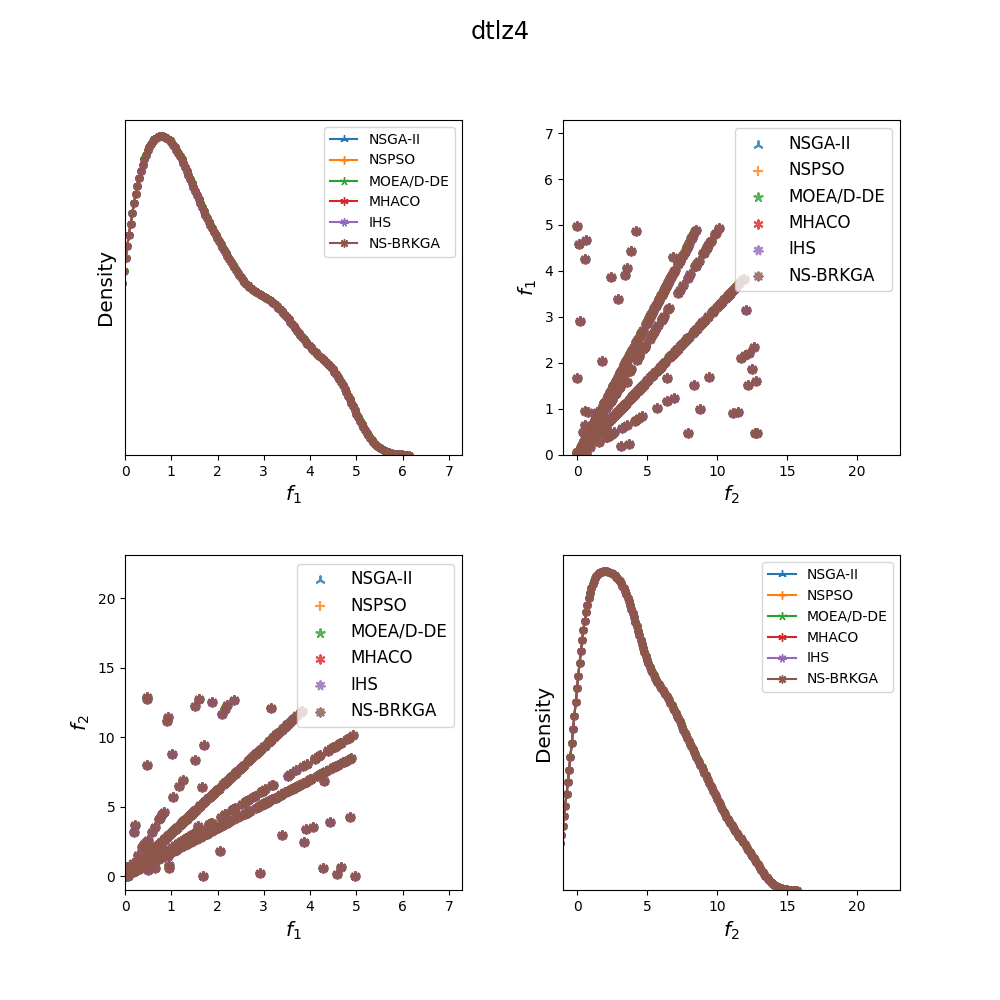 dtlz4
Density
NSGA-II
NSPSO
MOEA/D-DE
MHACO
IHS
NS-BRKGA
0 1 2 3 4 5 6 7
f1
f1
7
6
5
4
3
2
1
0
NSGA-II
NSPSO
MOEA/D-DE
MHACO
IHS
NS-BRKGA
0 5 10 15 20
f2
f2
20
15
10
5
0
NSGA-II
NSPSO
MOEA/D-DE
MHACO
IHS
NS-BRKGA
0 1 2 3 4 5 6 7
f1
Density
NSGA-II
NSPSO
MOEA/D-DE
MHACO
IHS
NS-BRKGA
0 5 10 15 20
f2